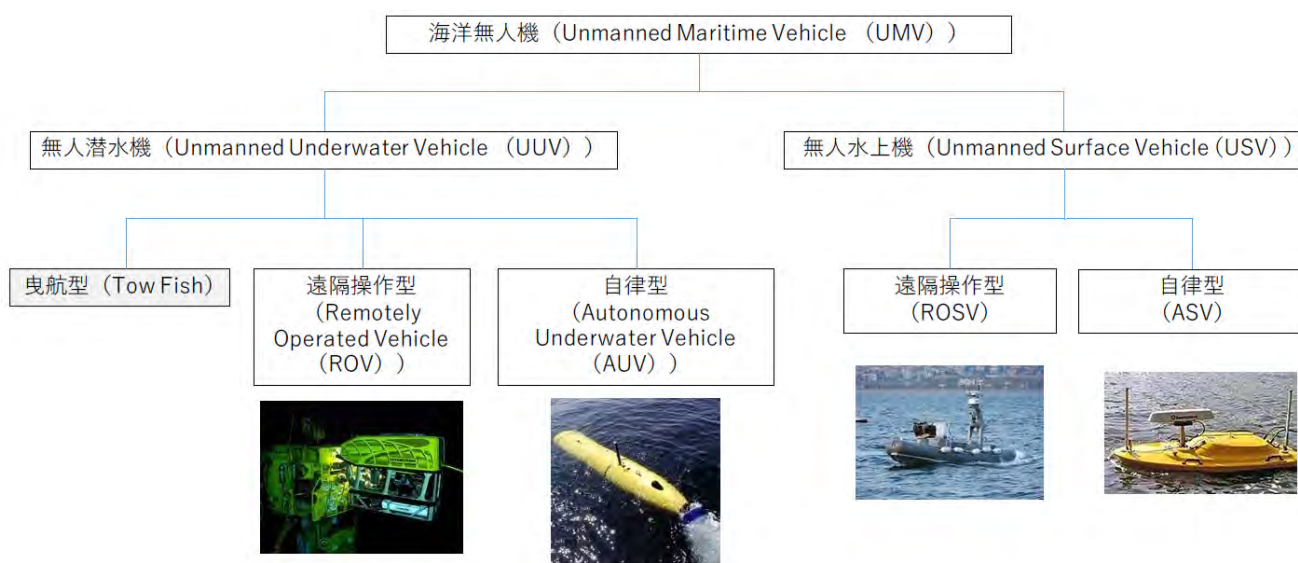 海洋無人機（Unmanned Maritime Vehicle （UMV））
無人潜水機（Unmanned Underwater Vehicle （UUV））
無人水上機（Unmanned Surface Vehicle（USV））
曳航型（Tow Fish）
遠隔操作型
（Remotely
Operated Vehicle
（ROV））
自律型
（Autonomous
Underwater Vehicle
（AUV））
遠隔操作型
（ROSV）
自律型
（ASV）